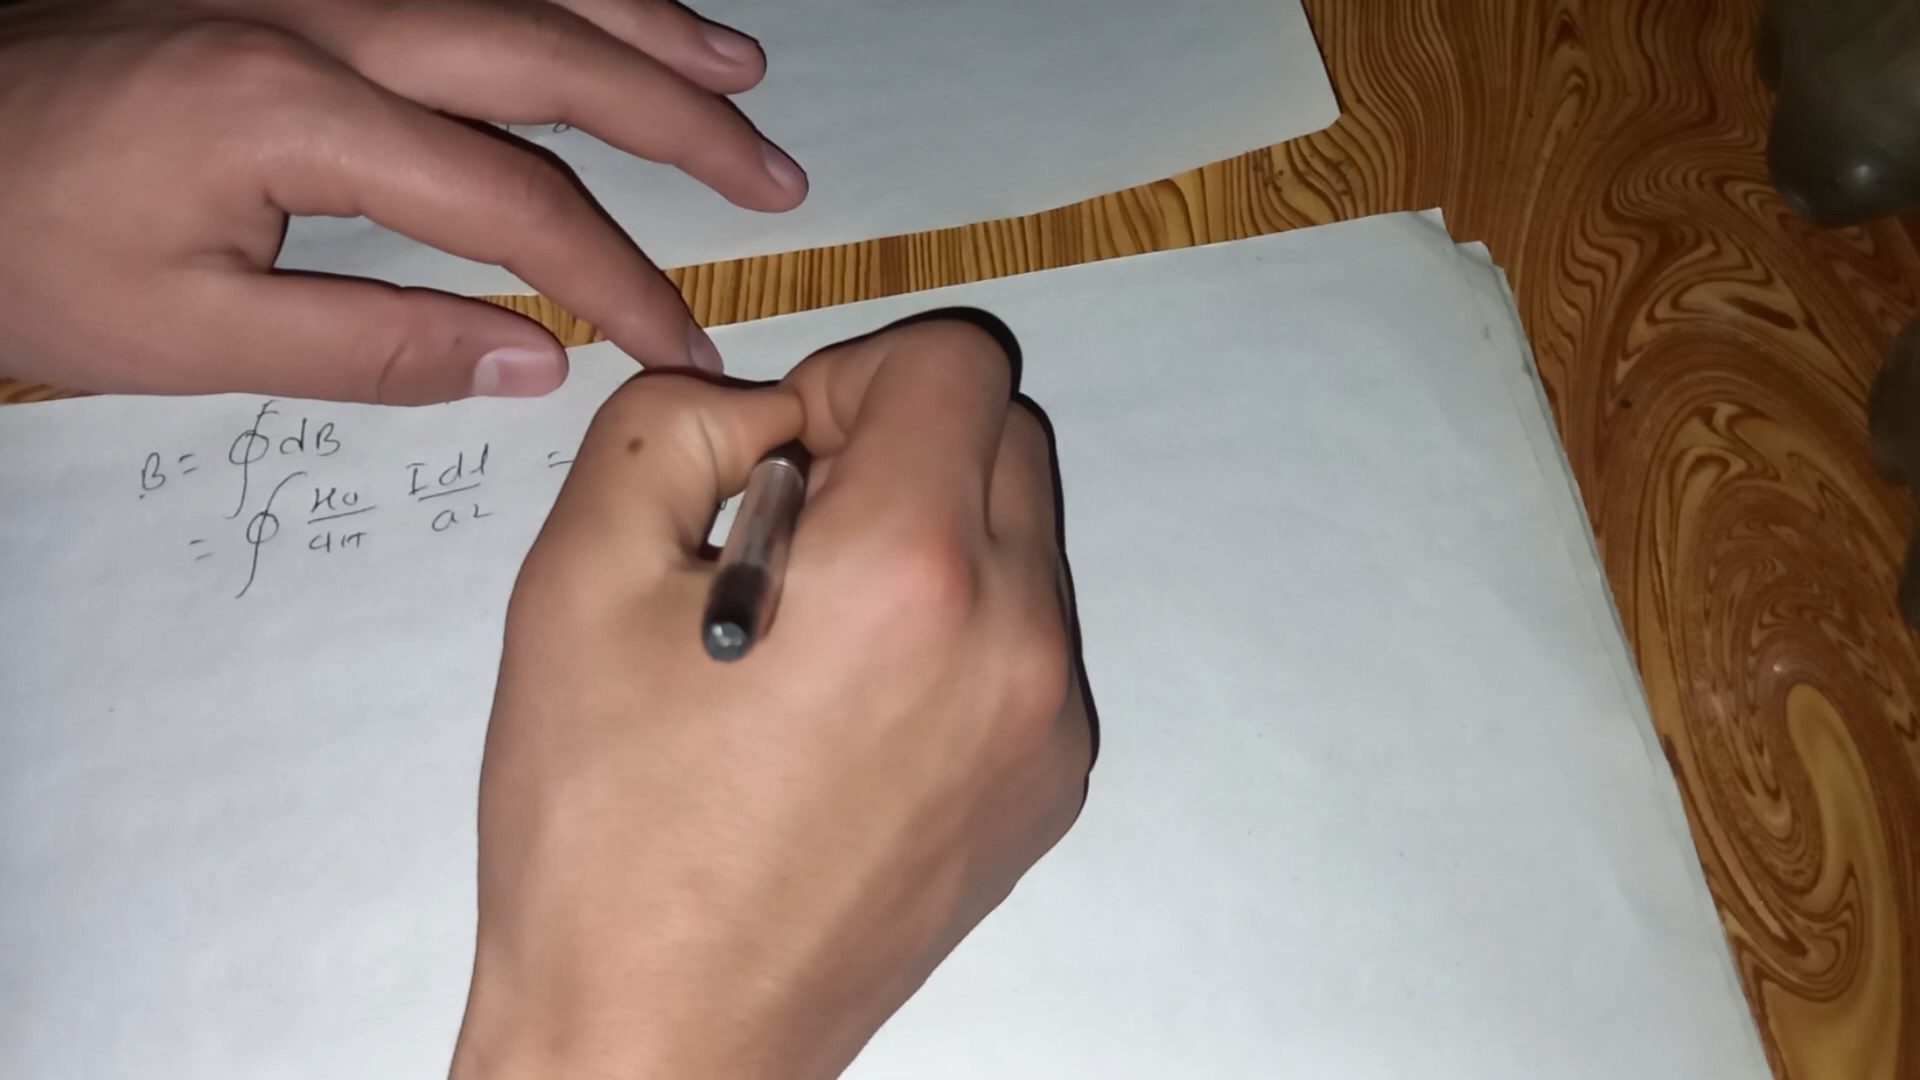 B = ∮ dB
= ∮ μ0/4π Idl/a2 =